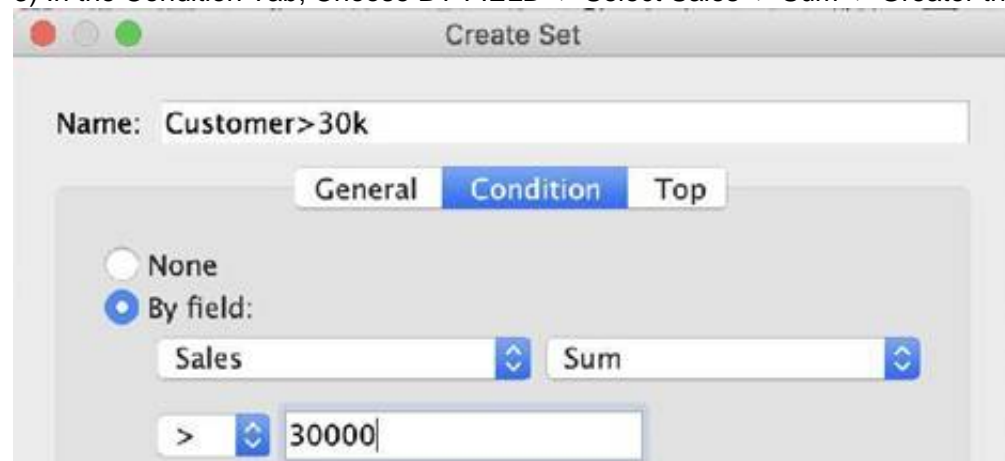 Create Set
Name: Customer>30k
General Condition Top
None
By field:
Sales Sum
> 30000